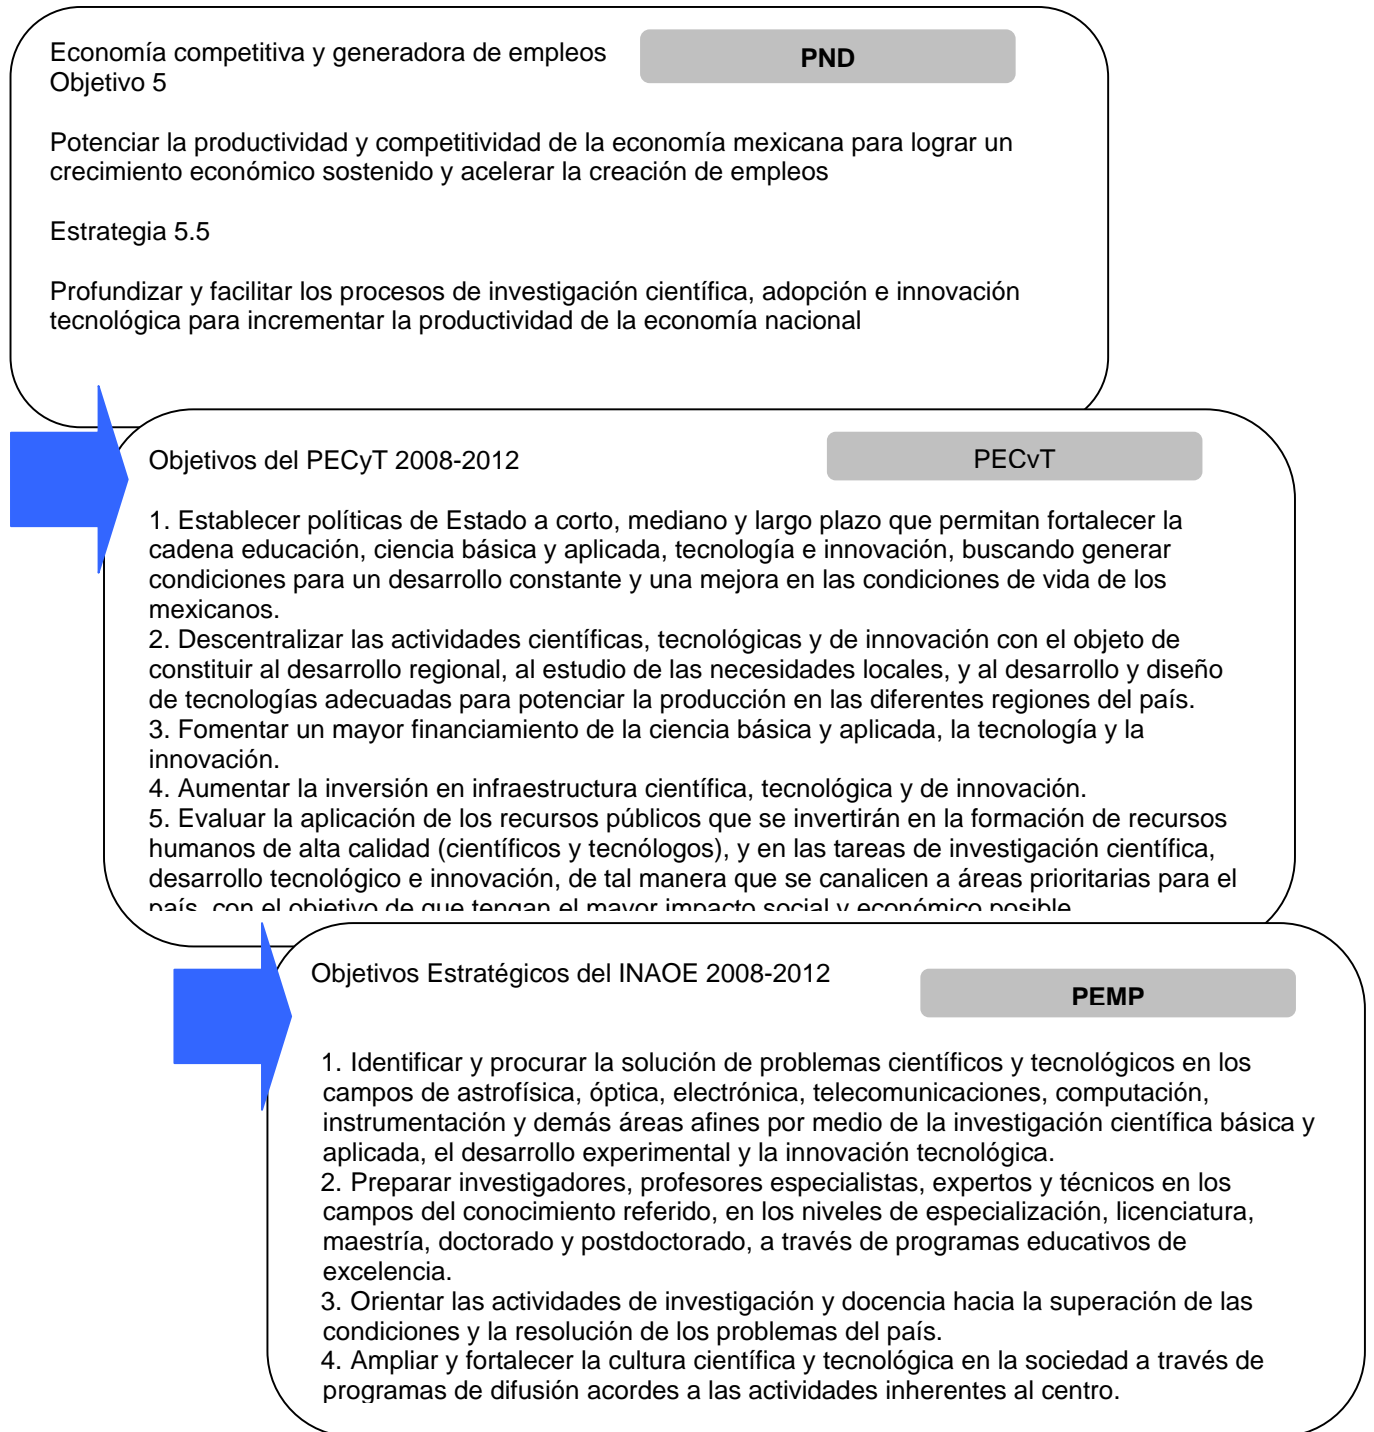 Economía competitiva y generadora de empleos
Objetivo 5
PND
Potenciar la productividad y competitividad de la economía mexicana para lograr un
crecimiento económico sostenido y acelerar la creación de empleos
Estrategia 5.5
Profundizar y facilitar los procesos de investigación científica, adopción e innovación
tecnológica para incrementar la productividad de la economía nacional
Objetivos del PECyT 2008-2012
PECyT
1. Establecer políticas de Estado a corto, mediano y largo plazo que permitan fortalecer la
cadena educación, ciencia básica y aplicada, tecnología e innovación, buscando generar
condiciones para un desarrollo constante y una mejora en las condiciones de vida de los
mexicanos.
2. Descentralizar las actividades científicas, tecnológicas y de innovación con el objeto de
constituir al desarrollo regional, al estudio de las necesidades locales, y al desarrollo y diseño
de tecnologías adecuadas para potenciar la producción en las diferentes regiones del país.
3. Fomentar un mayor financiamiento de la ciencia básica y aplicada, la tecnología y la
innovación.
4. Aumentar la inversión en infraestructura científica, tecnológica y de innovación.
5. Evaluar la aplicación de los recursos públicos que se invertirán en la formación de recursos
humanos de alta calidad (científicos y tecnólogos), y en las tareas de investigación científica,
desarrollo tecnológico e innovación, de tal manera que se canalicen a áreas prioritarias para el
país, con el objetivo de que tengan el mayor impacto social y económico posible
Objetivos Estratégicos del INAOE 2008-2012
PEMP
1. Identificar y procurar la solución de problemas científicos y tecnológicos en los
campos de astrofísica, óptica, electrónica, telecomunicaciones, computación,
instrumentación y demás áreas afines por medio de la investigación científica básica y
aplicada, el desarrollo experimental y la innovación tecnológica.
2. Preparar investigadores, profesores especialistas, expertos y técnicos en los
campos del conocimiento referido, en los niveles de especialización, licenciatura,
maestría, doctorado y postdoctorado, a través de programas educativos de
excelencia.
3. Orientar las actividades de investigación y docencia hacia la superación de las
condiciones y la resolución de los problemas del país.
4. Ampliar y fortalecer la cultura científica y tecnológica en la sociedad a través de
programas de difusión acordes a las actividades inherentes al centro.